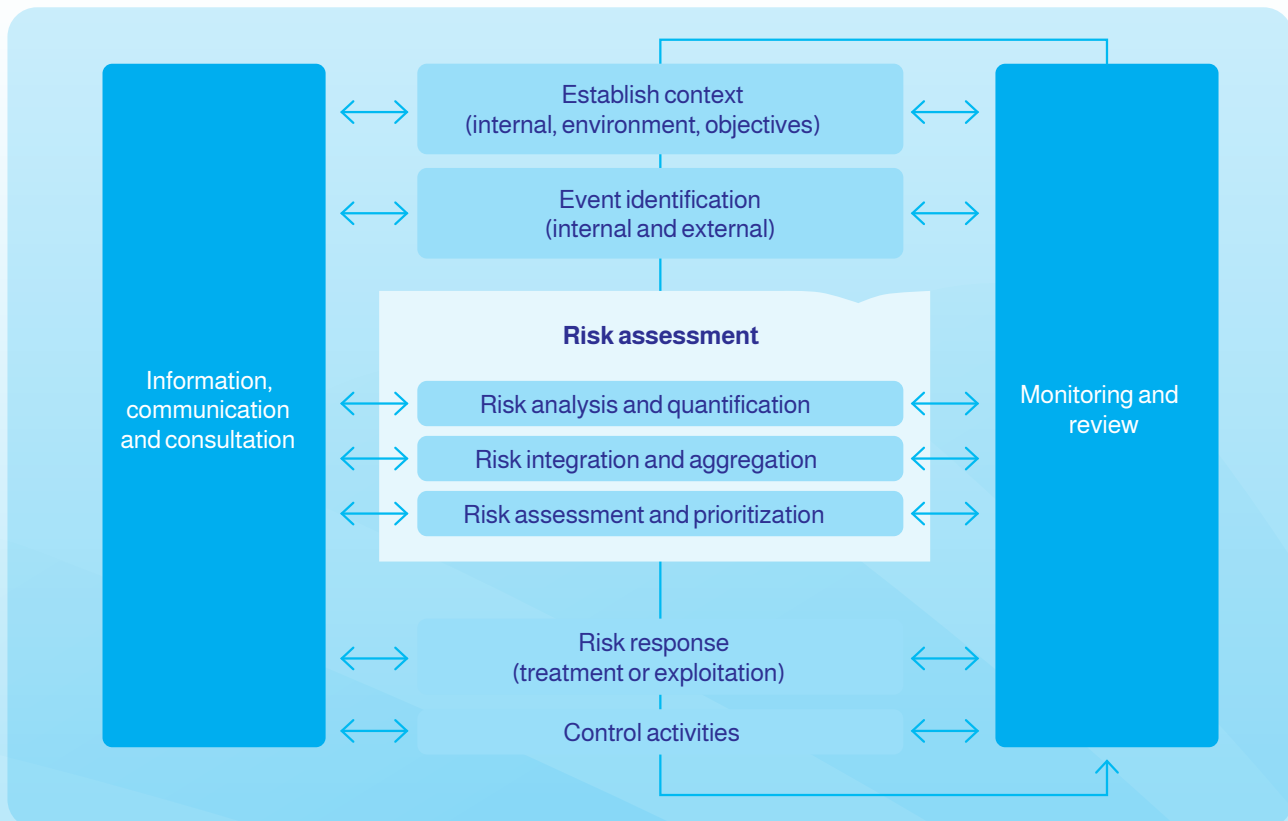 Establish context
(internal, environment, objectives)
Event identification
(internal and external)
Risk assessment
Information,
communication
and consultation
Risk analysis and quantification
Risk integration and aggregation
Risk assessment and prioritization
Monitoring and
review
Risk response
(treatment or exploitation)
Control activities